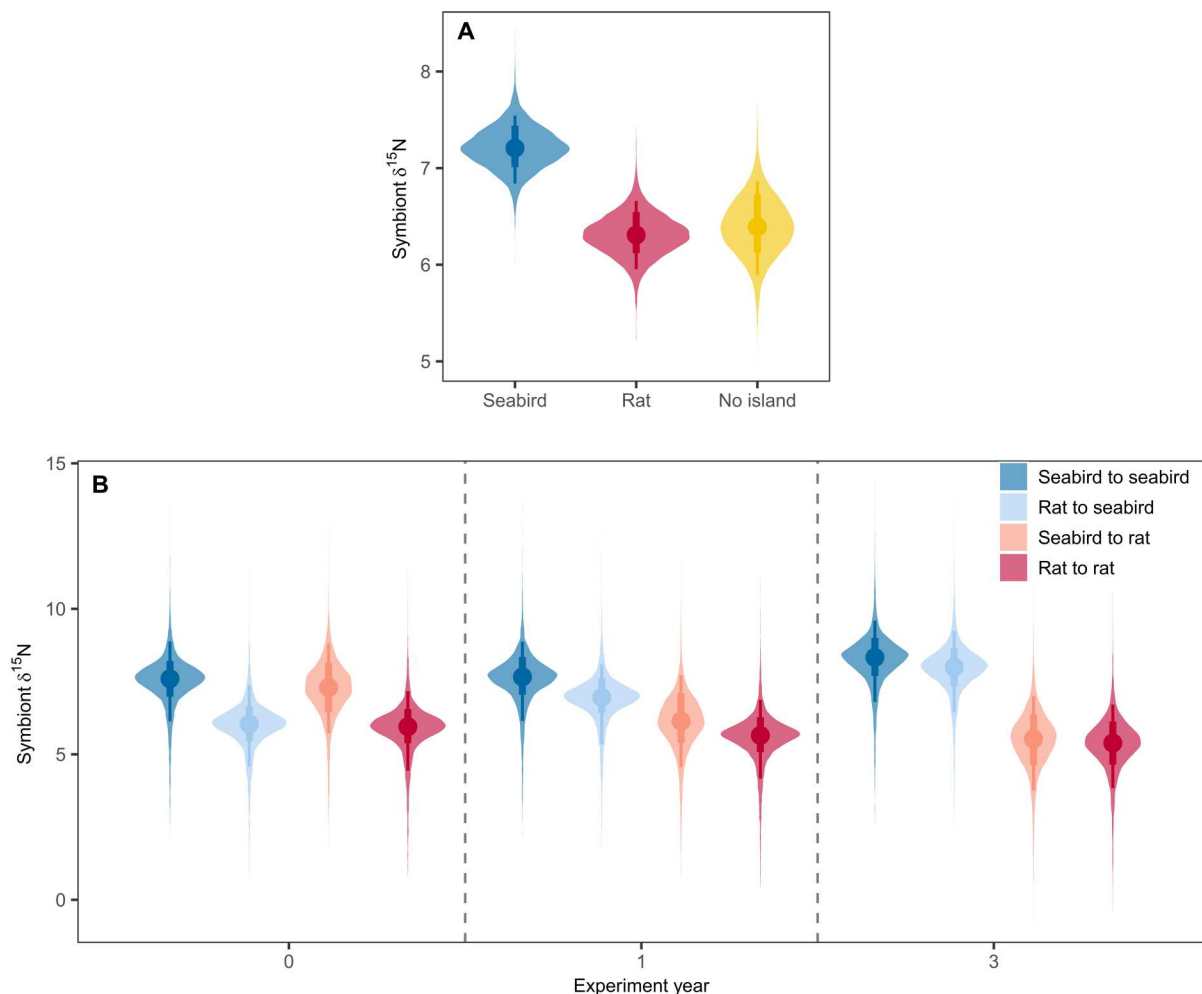 A
8
7
6
5
Symbiont δ¹⁵N
Seabird
Rat
No island
B
15
10
5
0
Symbiont δ¹⁵N
Seabird to seabird
Rat to seabird
Seabird to rat
Rat to rat
0
1
3
Experiment year